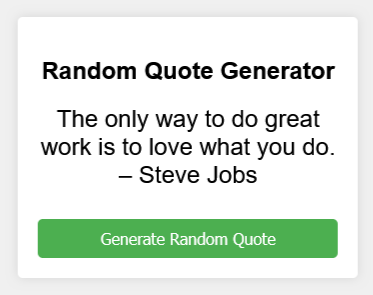 Random Quote Generator
The only way to do great
work is to love what you do.
– Steve Jobs
Generate Random Quote